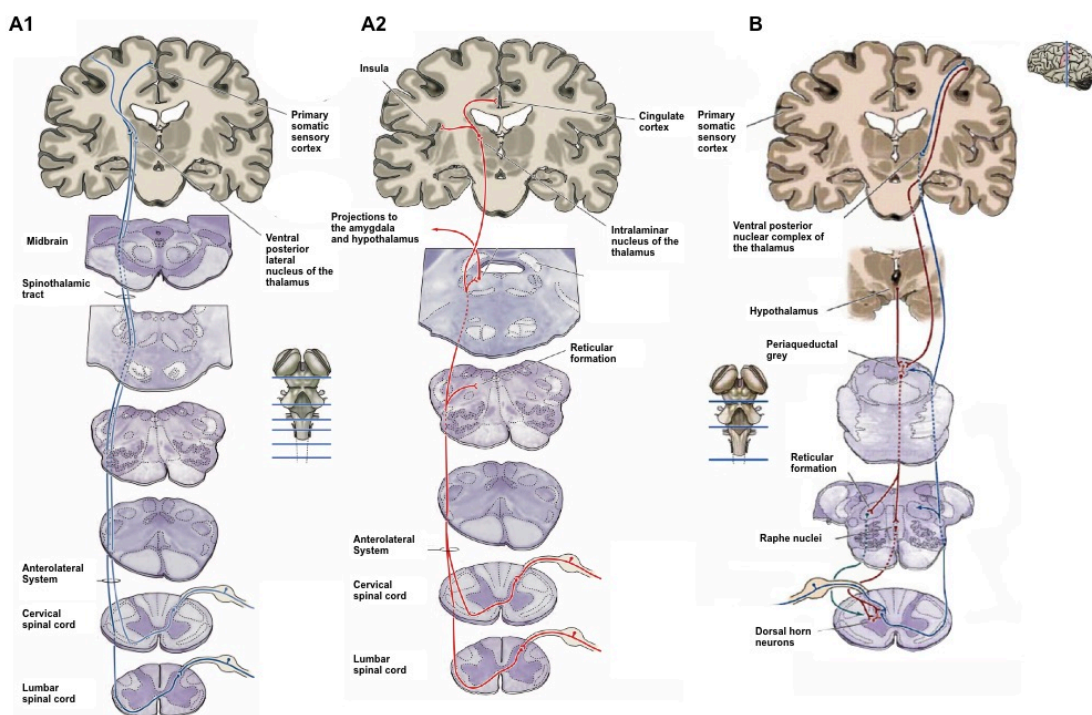 A1
A2
B
Primary
somatic
sensory
cortex
Midbrain
Spinothalamic
tract
Ventral
posterior
lateral
nucleus of the
thalamus
Anterolateral
System
Cervical
spinal cord
Lumbar
spinal cord
Insula
Cingulate
cortex
Projections to
the amygdala
and hypothalamus
Intralaminar
nucleus of the
thalamus
Reticular
formation
Anterolateral
System
Cervical
spinal cord
Lumbar
spinal cord
Primary
somatic
sensory
cortex
Ventral posterior
nuclear complex of
the thalamus
Hypothalamus
Periaqueductal
grey
Reticular
formation
Raphe nuclei
Dorsal horn
neurons